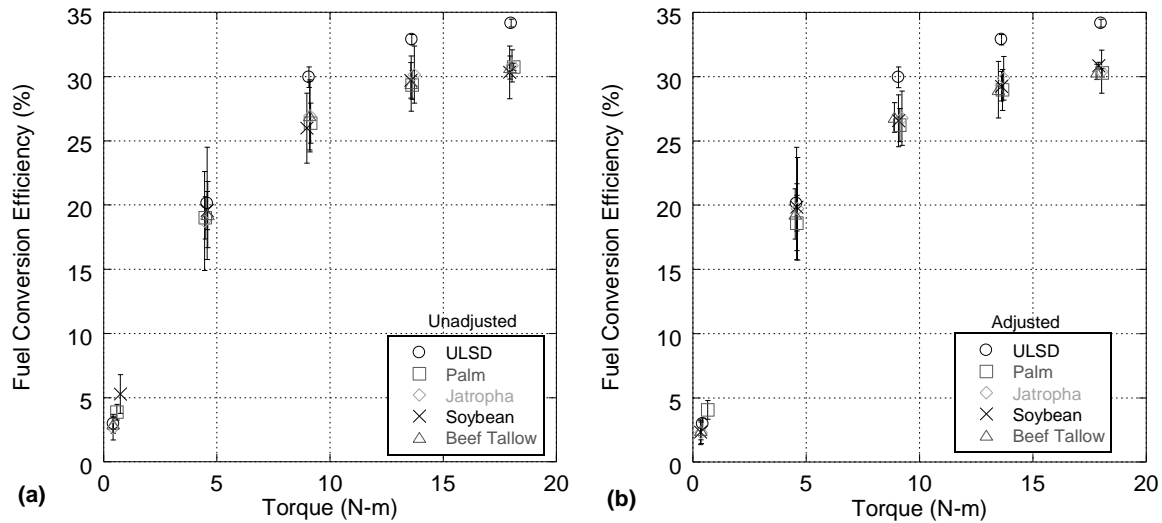 35
30
25
20
15
10
5
0
Fuel Conversion Efficiency (%)
Unadjusted
ULSD
Palm
Jatropha
Soybean
Beef Tallow
0 5 10 15 20
Torque (N-m)
(a)
35
30
25
20
15
10
5
0
Fuel Conversion Efficiency (%)
Adjusted
ULSD
Palm
Jatropha
Soybean
Beef Tallow
0 5 10 15 20
Torque (N-m)
(b)